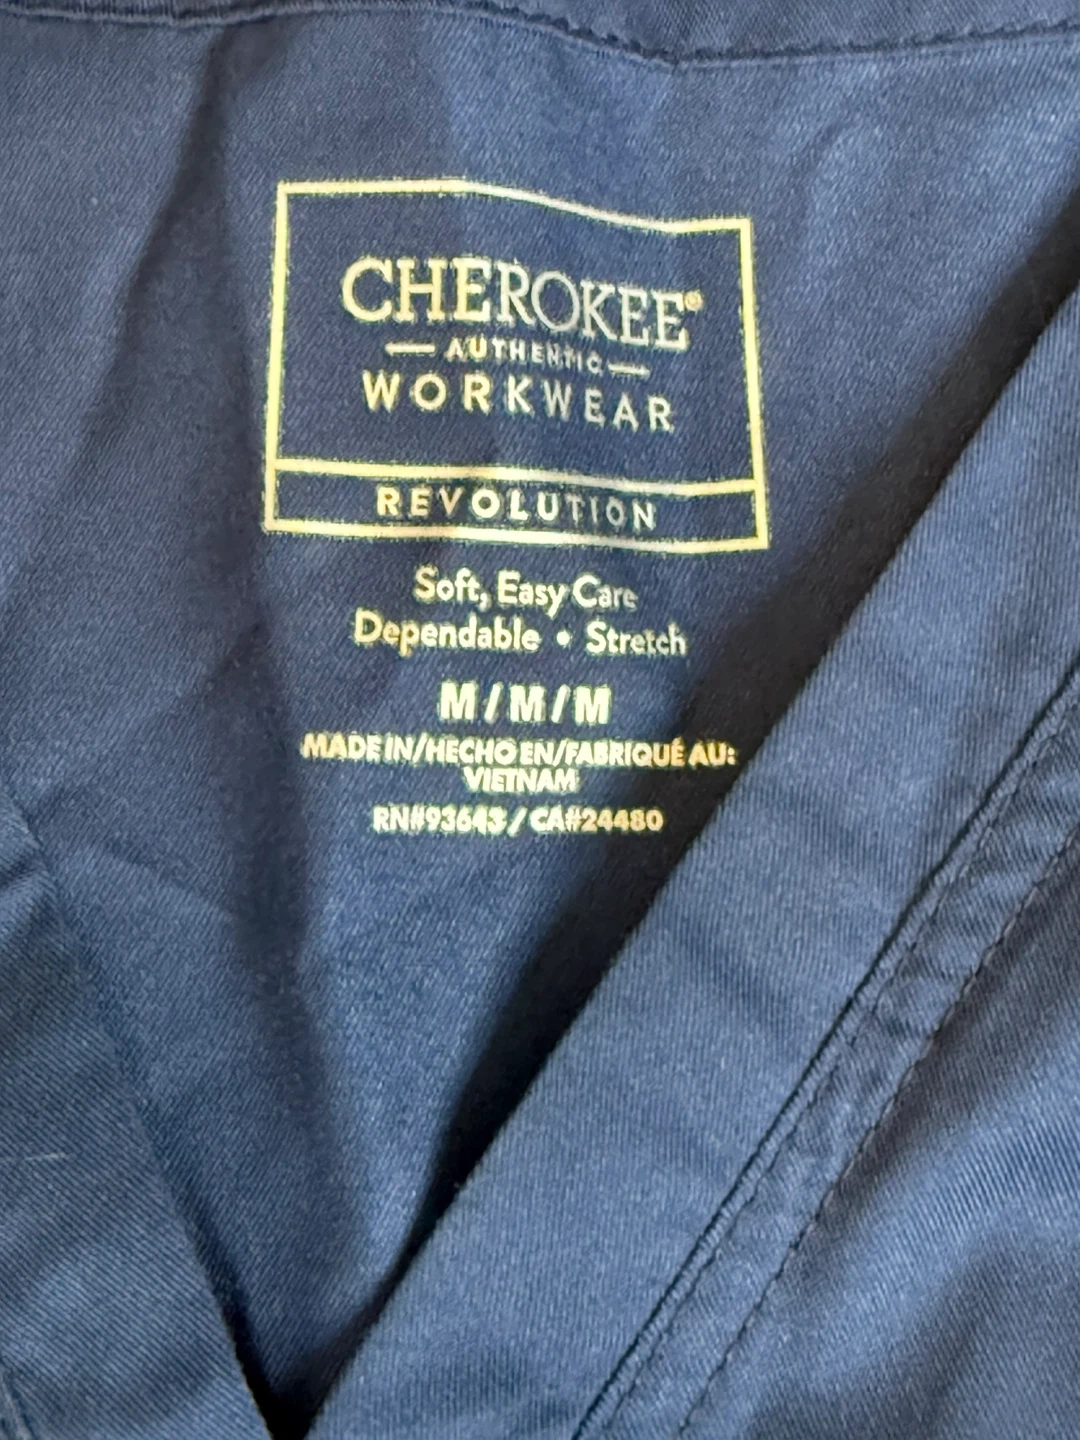 CHEROKEE®
— AUTHENTIC —
WORKWEAR
REVOLUTION
Soft, Easy Care
Dependable • Stretch
M/M/M
MADE IN/HECHO EN/FABRIQUÉ AU:
VIETNAM
RN#93643 / CA#24480